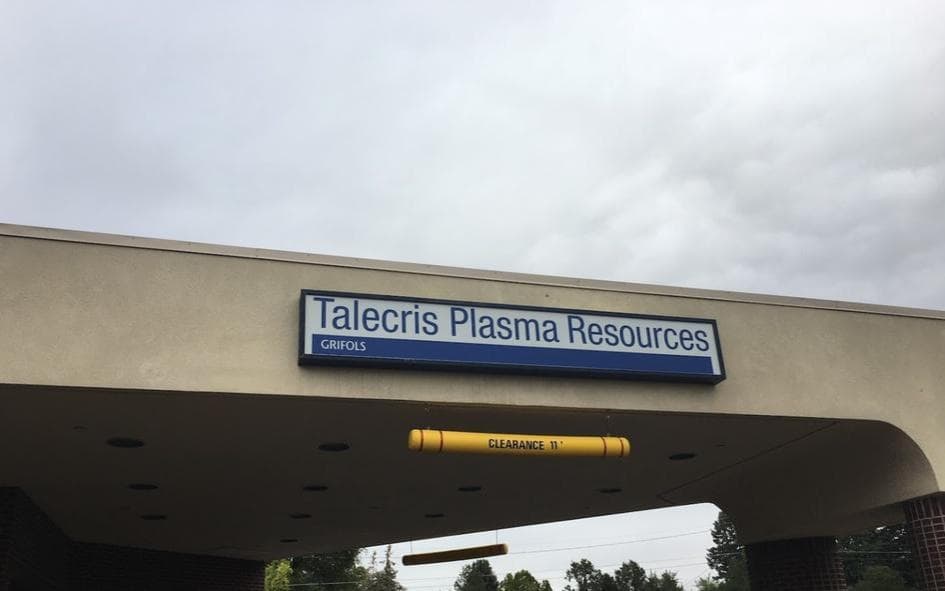 Talecris Plasma Resources
GRIFOLS
CLEARANCE 11'